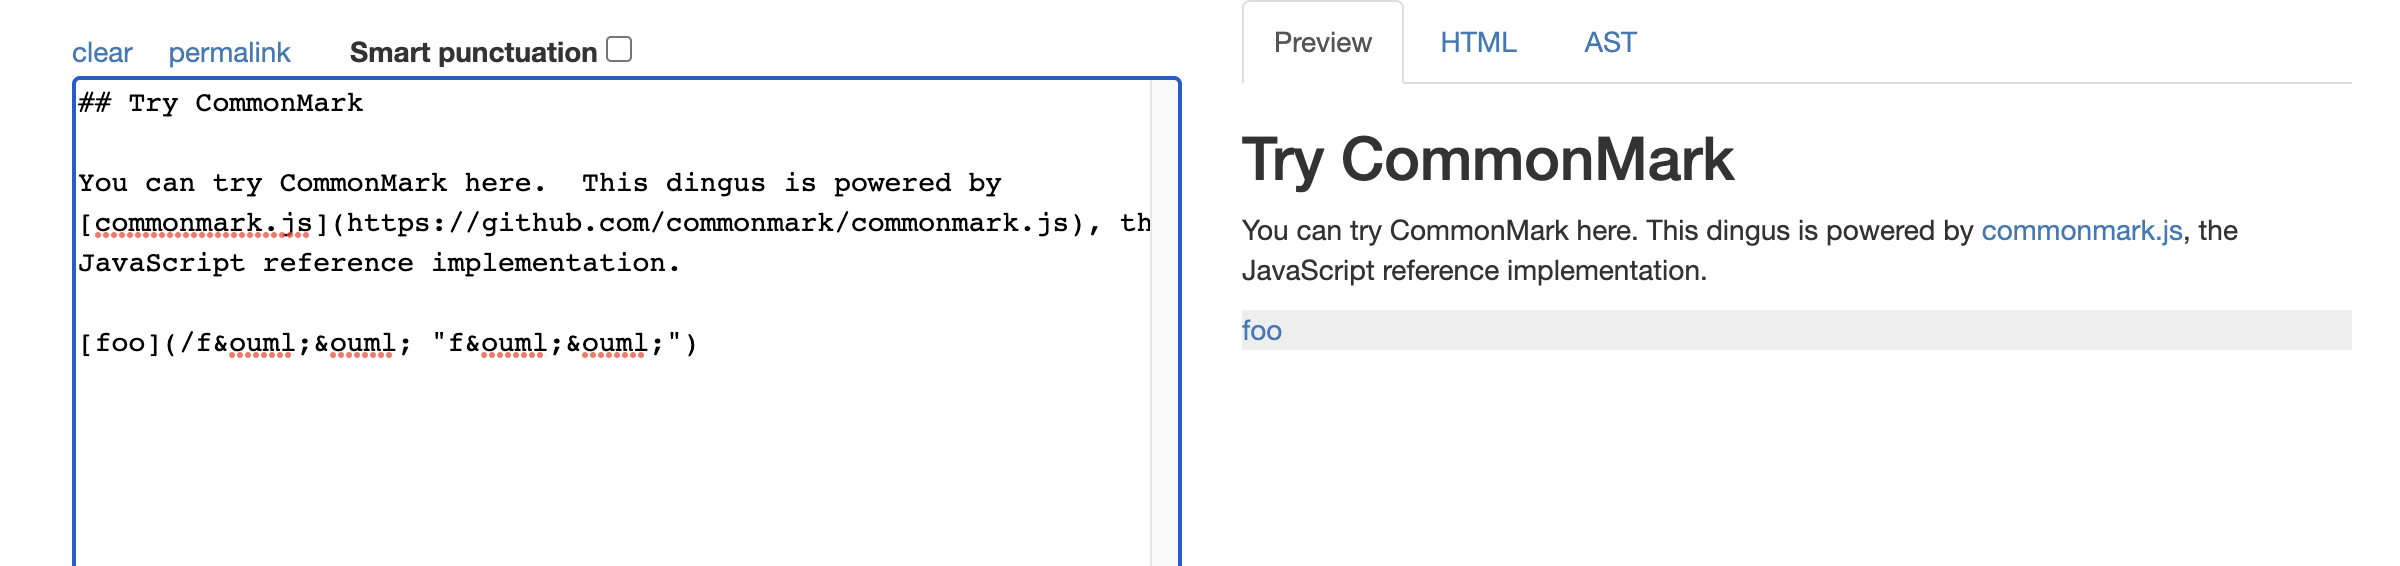 clear permalink Smart punctuation
## Try CommonMark
You can try CommonMark here.  This dingus is powered by
[commonmark.js](https://github.com/commonmark/commonmark.js), th
JavaScript reference implementation.
[foo](/f&ouml;&ouml; "f&ouml;&ouml;")
Preview HTML AST
Try CommonMark
You can try CommonMark here. This dingus is powered by commonmark.js, the
JavaScript reference implementation.
foo